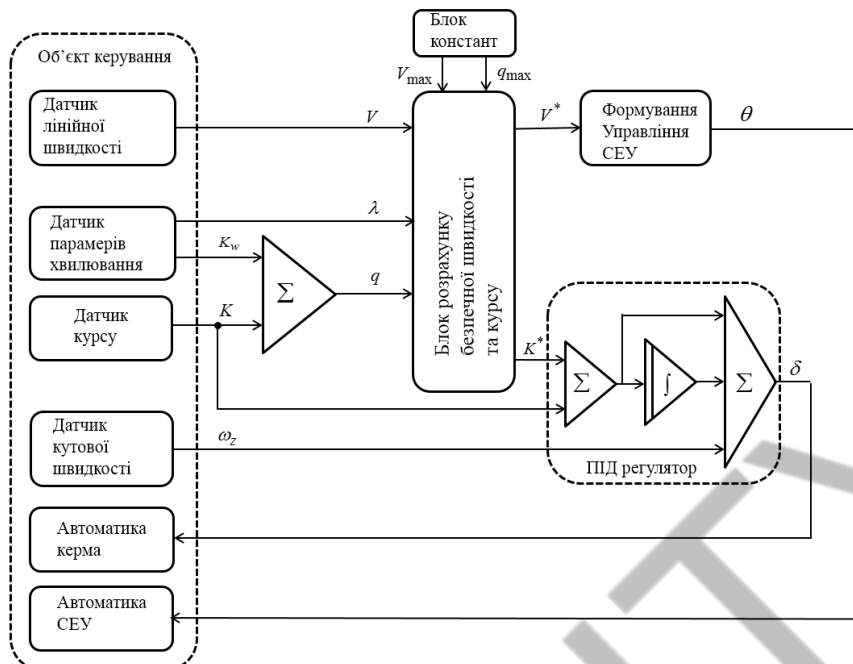 Блок
констант
V_max
q_max
Об’єкт керування
Датчик
лінійної
швидкості
V
V*
Формування
Управління
СЕУ
θ
Блок розрахунку
безпечної швидкості
та курсу
Датчик
парамерів
хвилювання
λ
K_w
Σ
q
Датчик
курсу
K
K*
Σ
∫
Σ
δ
ПІД регулятор
Датчик
кутової
швидкості
ω_z
Автоматика
керма
Автоматика
СЕУ